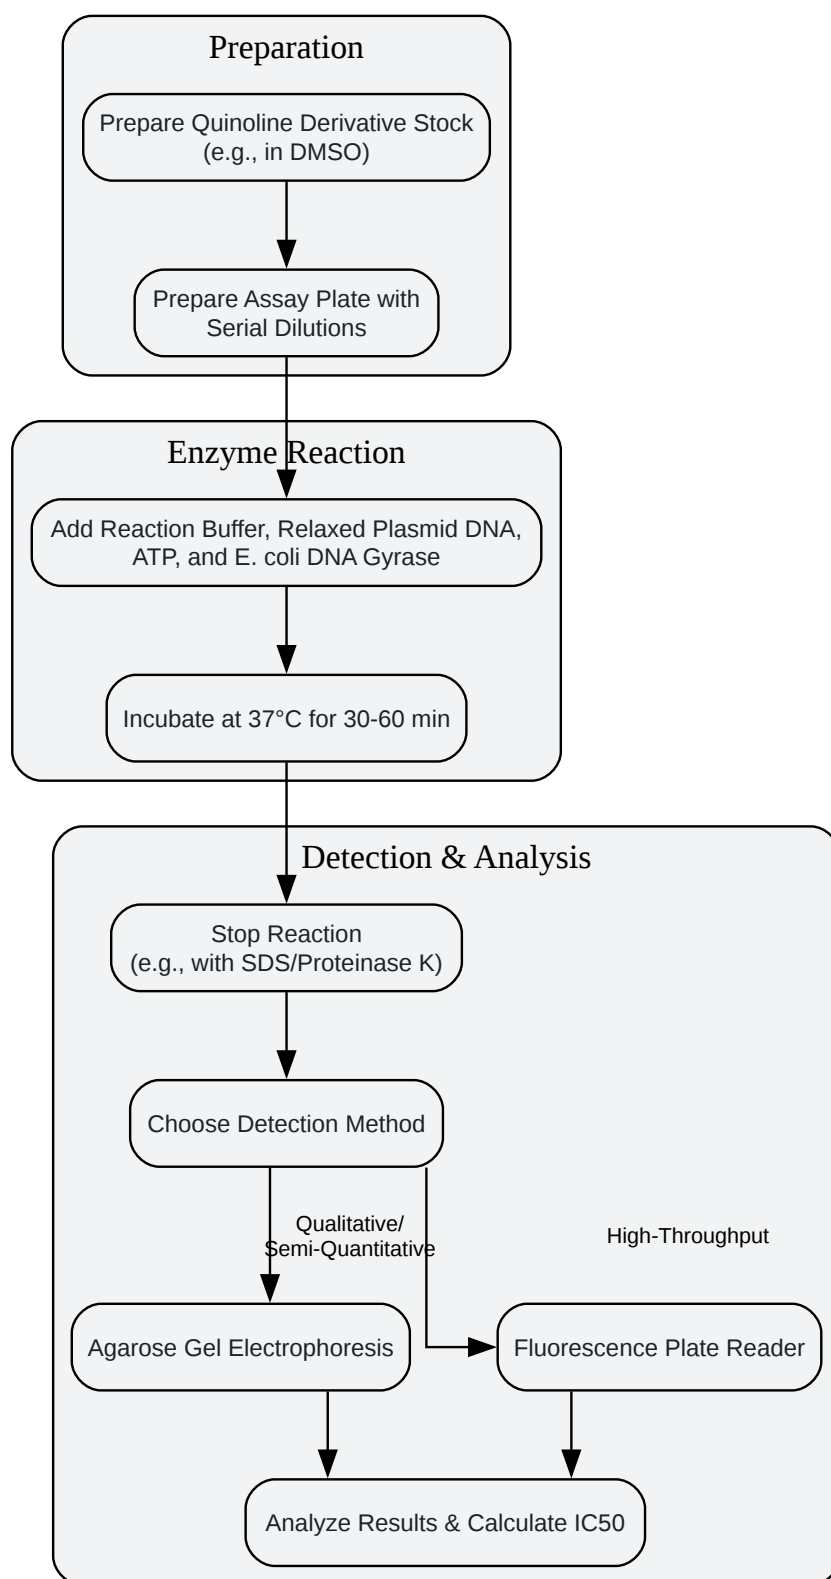 Preparation
Prepare Quinoline Derivative Stock
(e.g., in DMSO)
Prepare Assay Plate with
Serial Dilutions
Enzyme Reaction
Add Reaction Buffer, Relaxed Plasmid DNA,
ATP, and E. coli DNA Gyrase
Incubate at 37°C for 30-60 min
Detection & Analysis
Stop Reaction
(e.g., with SDS/Proteinase K)
Choose Detection Method
Qualitative/
Semi-Quantitative
High-Throughput
Agarose Gel Electrophoresis
Fluorescence Plate Reader
Analyze Results & Calculate IC50